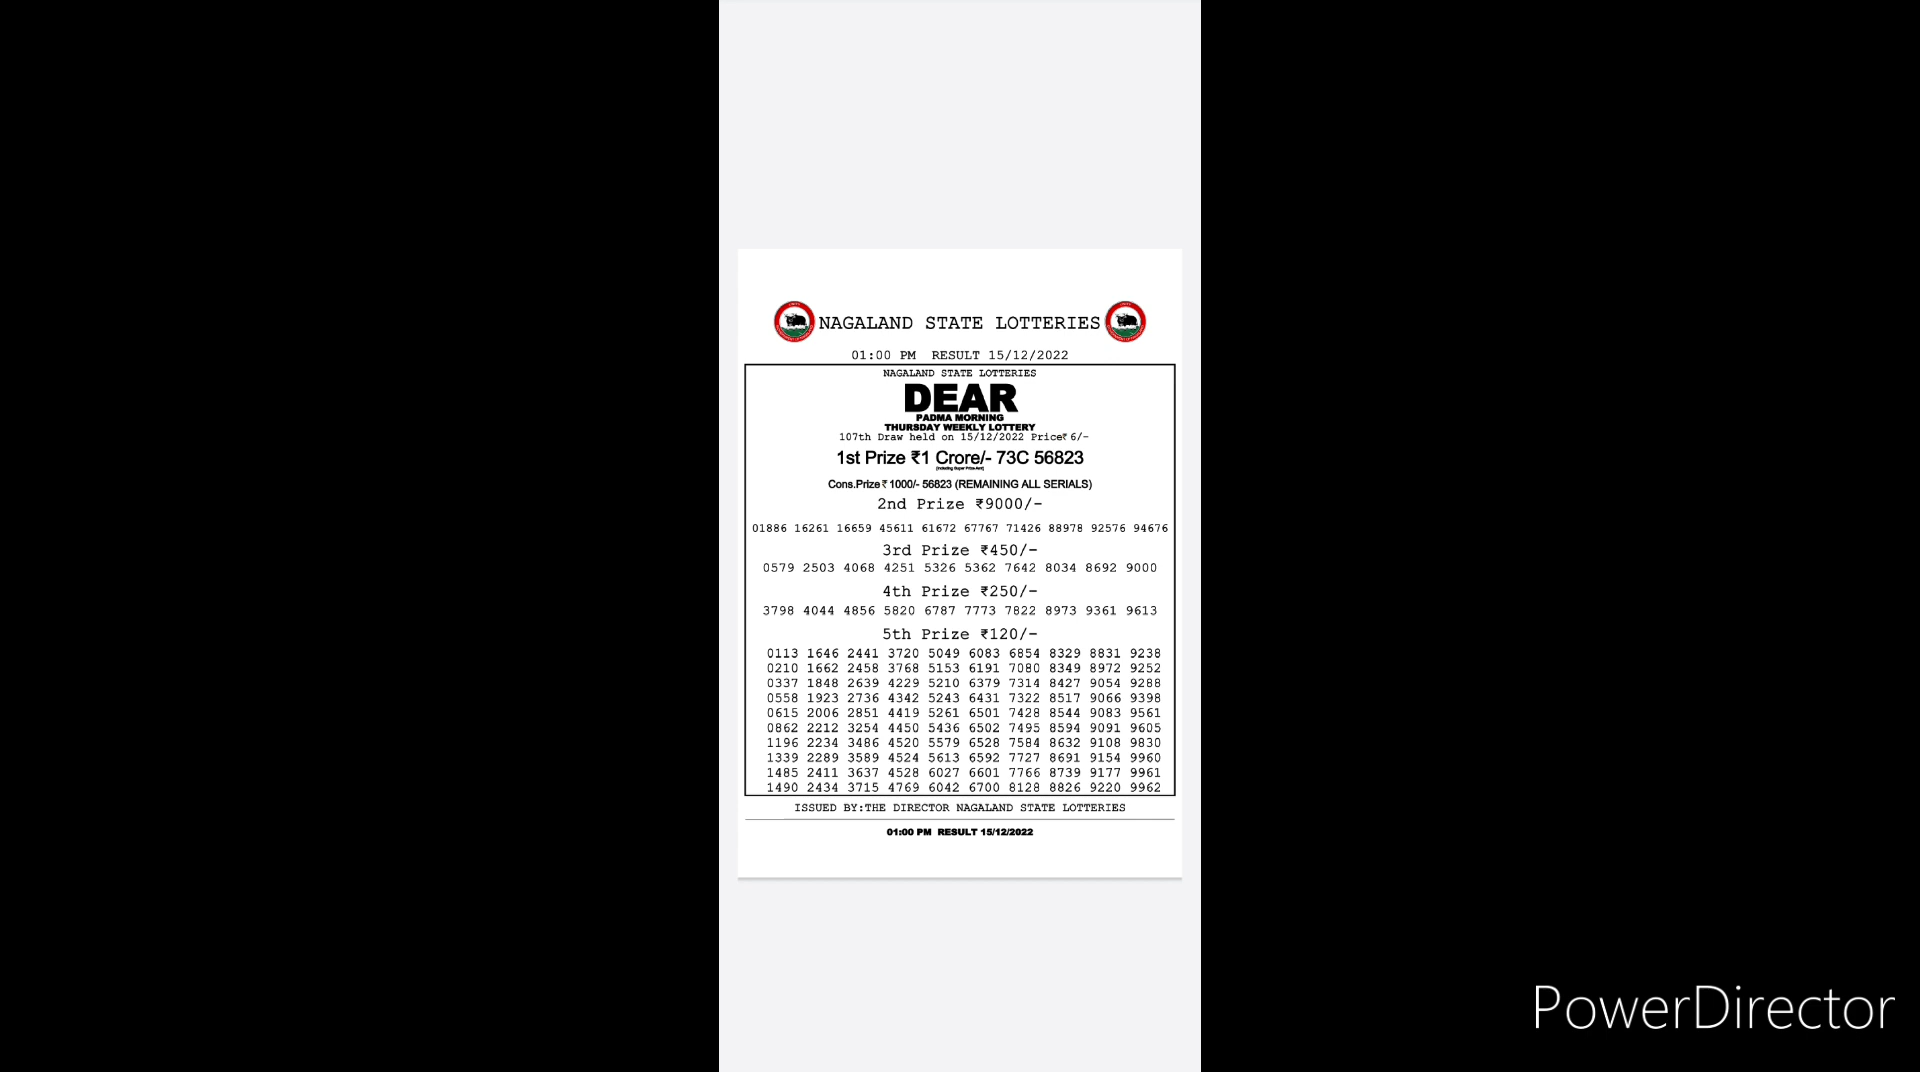 NAGALAND STATE LOTTERIES
01:00 PM RESULT 15/12/2022
NAGALAND STATE LOTTERIES
DEAR
PADMA MORNING
THURSDAY WEEKLY LOTTERY
107th Draw held on 15/12/2022 Price₹ 6/-
1st Prize ₹1 Crore/- 73C 56823
(Including Super Prize Amt)
Cons.Prize ₹ 1000/- 56823 (REMAINING ALL SERIALS)
2nd Prize ₹9000/-
01886 16261 16659 45611 61672 67767 71426 88978 92576 94676
3rd Prize ₹450/-
0579 2503 4068 4251 5326 5362 7642 8034 8692 9000
4th Prize ₹250/-
3798 4044 4856 5820 6787 7773 7822 8973 9361 9613
5th Prize ₹120/-
0113 1646 2441 3720 5049 6083 6854 8329 8831 9238
0210 1662 2458 3768 5153 6191 7080 8349 8972 9252
0337 1848 2639 4229 5210 6379 7314 8427 9054 9288
0558 1923 2736 4342 5243 6431 7322 8517 9066 9398
0615 2006 2851 4419 5261 6501 7428 8544 9083 9561
0862 2212 3254 4450 5436 6502 7495 8594 9091 9605
1196 2234 3486 4520 5579 6528 7584 8632 9108 9830
1339 2289 3589 4524 5613 6592 7727 8691 9154 9960
1485 2411 3637 4528 6027 6601 7766 8739 9177 9961
1490 2434 3715 4769 6042 6700 8128 8826 9220 9962
ISSUED BY:THE DIRECTOR NAGALAND STATE LOTTERIES
01:00 PM RESULT 15/12/2022
PowerDirector